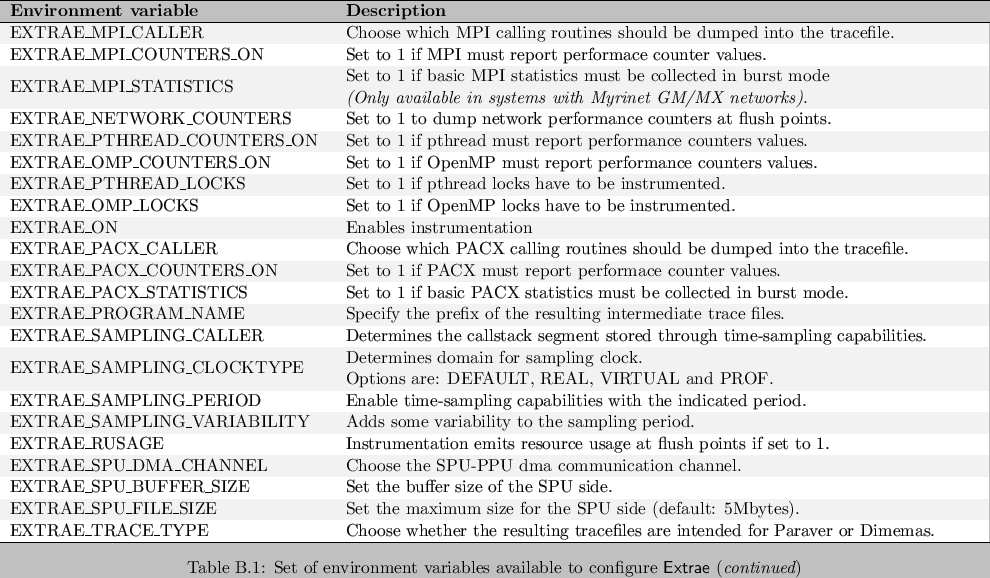 Environment variable Description
EXTRAE_MPI_CALLER Choose which MPI calling routines should be dumped into the tracefile.
EXTRAE_MPI_COUNTERS_ON Set to 1 if MPI must report performace counter values.
EXTRAE_MPI_STATISTICS Set to 1 if basic MPI statistics must be collected in burst mode
(Only available in systems with Myrinet GM/MX networks).
EXTRAE_NETWORK_COUNTERS Set to 1 to dump network performance counters at flush points.
EXTRAE_PTHREAD_COUNTERS_ON Set to 1 if pthread must report performance counters values.
EXTRAE_OMP_COUNTERS_ON Set to 1 if OpenMP must report performance counters values.
EXTRAE_PTHREAD_LOCKS Set to 1 if pthread locks have to be instrumented.
EXTRAE_OMP_LOCKS Set to 1 if OpenMP locks have to be instrumented.
EXTRAE_ON Enables instrumentation
EXTRAE_PACX_CALLER Choose which PACX calling routines should be dumped into the tracefile.
EXTRAE_PACX_COUNTERS_ON Set to 1 if PACX must report performace counter values.
EXTRAE_PACX_STATISTICS Set to 1 if basic PACX statistics must be collected in burst mode.
EXTRAE_PROGRAM_NAME Specify the prefix of the resulting intermediate trace files.
EXTRAE_SAMPLING_CALLER Determines the callstack segment stored through time-sampling capabilities.
EXTRAE_SAMPLING_CLOCKTYPE Determines domain for sampling clock.
Options are: DEFAULT, REAL, VIRTUAL and PROF.
EXTRAE_SAMPLING_PERIOD Enable time-sampling capabilities with the indicated period.
EXTRAE_SAMPLING_VARIABILITY Adds some variability to the sampling period.
EXTRAE_RUSAGE Instrumentation emits resource usage at flush points if set to 1.
EXTRAE_SPU_DMA_CHANNEL Choose the SPU-PPU dma communication channel.
EXTRAE_SPU_BUFFER_SIZE Set the buffer size of the SPU side.
EXTRAE_SPU_FILE_SIZE Set the maximum size for the SPU side (default: 5Mbytes).
EXTRAE_TRACE_TYPE Choose whether the resulting tracefiles are intended for Paraver or Dimemas.
Table B.1: Set of environment variables available to configure Extrae (continued)